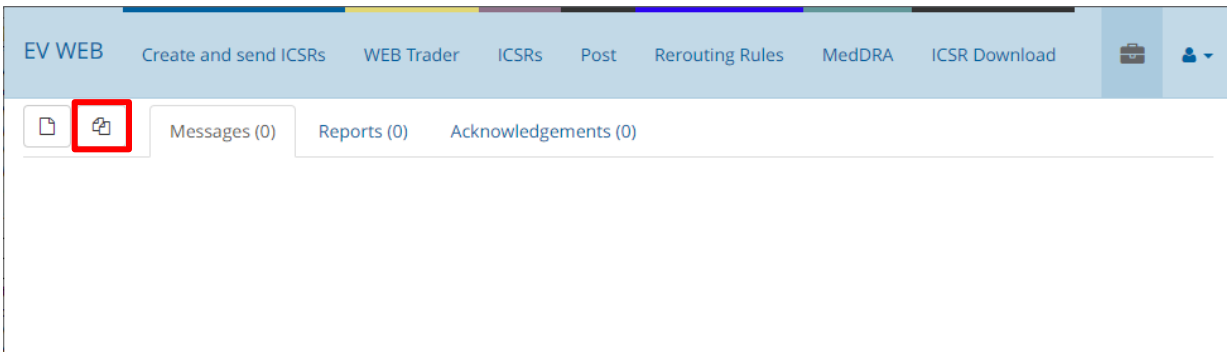 EV WEB Create and send ICSRs WEB Trader ICSRs Post Rerouting Rules MedDRA ICSR Download
Messages (0) Reports (0) Acknowledgements (0)